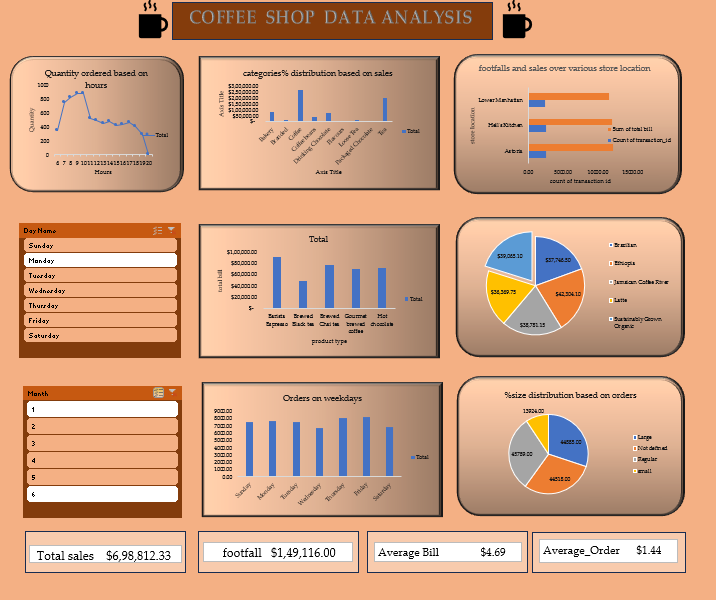 COFFEE SHOP DATA ANALYSIS
Quantity ordered based on
hours
Quantity
1000
800
600
400
200
0
6 7 8 9 1011121314151617181920
Hours
Total
categories% distribution based on sales
Axis Title
$3,00,000.00
$2,50,000.00
$2,00,000.00
$1,50,000.00
$1,00,000.00
$50,000.00
$-
Bakery
Branded
Coffee
Coffee beans
Drinking Chocolate
Flavours
Loose Tea
Packaged Chocolate
Tea
Axis Title
Total
footfalls and sales over various store location
store location
Lower Manhattan
Hell's Kitchen
Astoria
Sum of total bill
Count of transaction_id
0.00 5000.00 10000.00 15000.00
count of transaction id
Day Name
Sunday
Monday
Tuesday
Wednesday
Thursday
Friday
Saturday
Total
total bill
$1,00,000.00
$80,000.00
$60,000.00
$40,000.00
$20,000.00
$-
Barista
Espresso
Brewed
Black tea
Brewed
Chai tea
Gourmet
brewed
coffee
Hot
chocolate
product type
Total
$39,065.10
$37,746.50
$42,304.10
$38,781.15
$36,369.75
Brazilian
Ethiopia
Jamaican Coffee River
Latte
Sustainably Grown
Organic
Month
1
2
3
4
5
6
Orders on weekdays
9000.00
8000.00
7000.00
6000.00
5000.00
4000.00
3000.00
2000.00
1000.00
0.00
Sunday
Monday
Tuesday
Wednesday
Thursday
Friday
Saturday
Total
%size distribution based on orders
13924.00
44885.00
44518.00
45789.00
Large
Not defined
Regular
small
Total sales $6,98,812.33
footfall $1,49,116.00
Average Bill $4.69
Average_Order $1.44